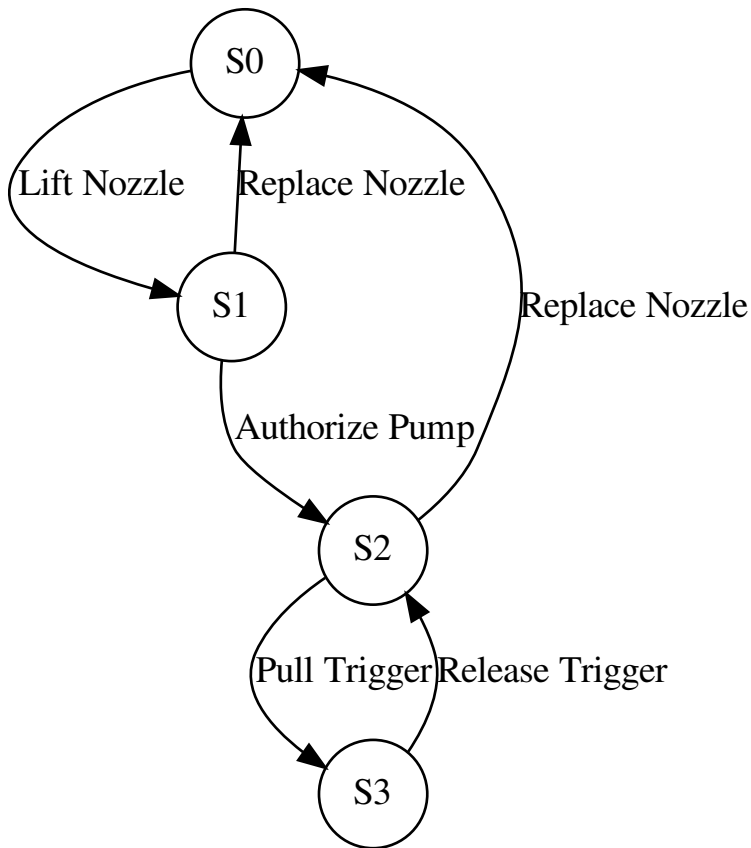 S0
Lift Nozzle
Replace Nozzle
S1
Replace Nozzle
Authorize Pump
S2
Pull Trigger
Release Trigger
S3